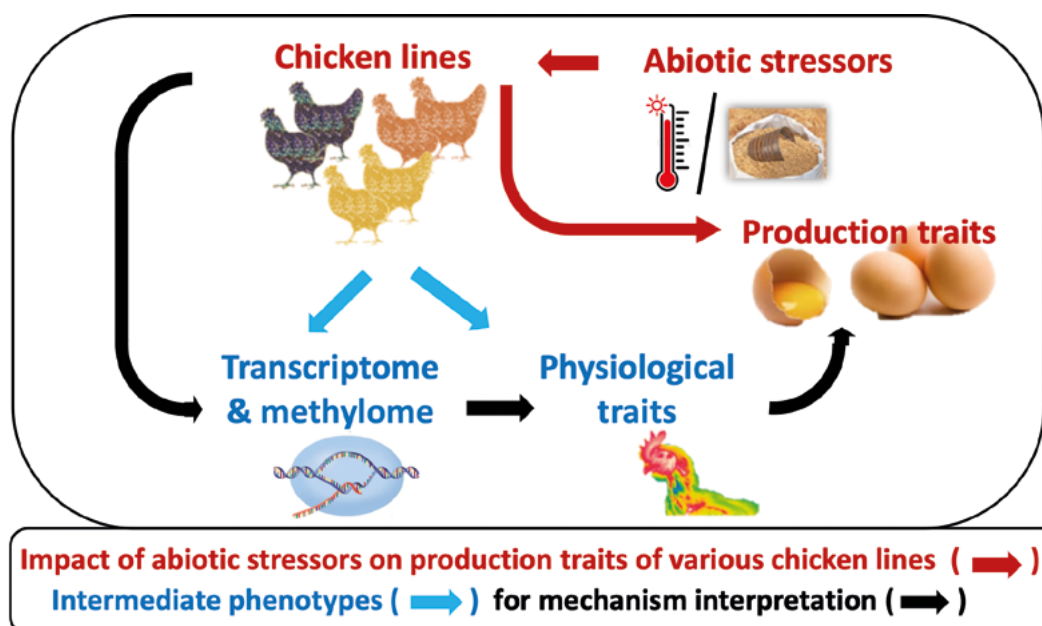 Chicken lines
Abiotic stressors
Production traits
Transcriptome
& methylome
Physiological
traits
Impact of abiotic stressors on production traits of various chicken lines ( )
Intermediate phenotypes ( ) for mechanism interpretation ( )